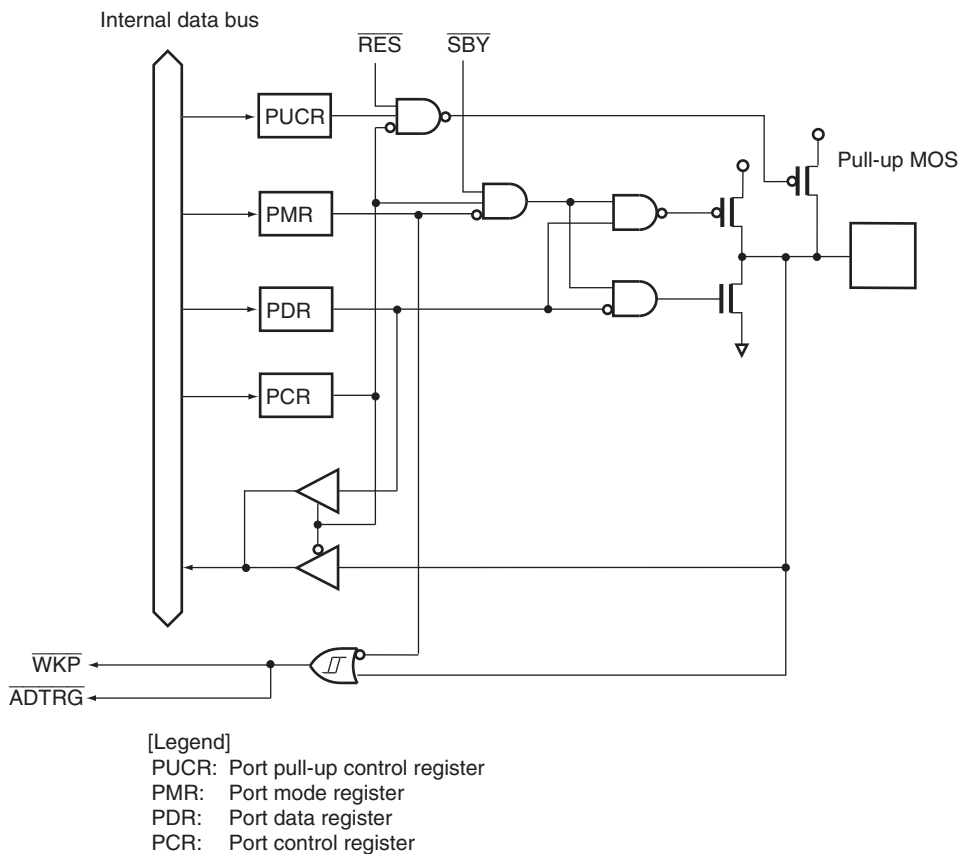 Internal data bus
RES
SBY
PUCR
Pull-up MOS
PMR
PDR
PCR
WKP
ADTRG
[Legend]
PUCR: Port pull-up control register
PMR: Port mode register
PDR: Port data register
PCR: Port control register